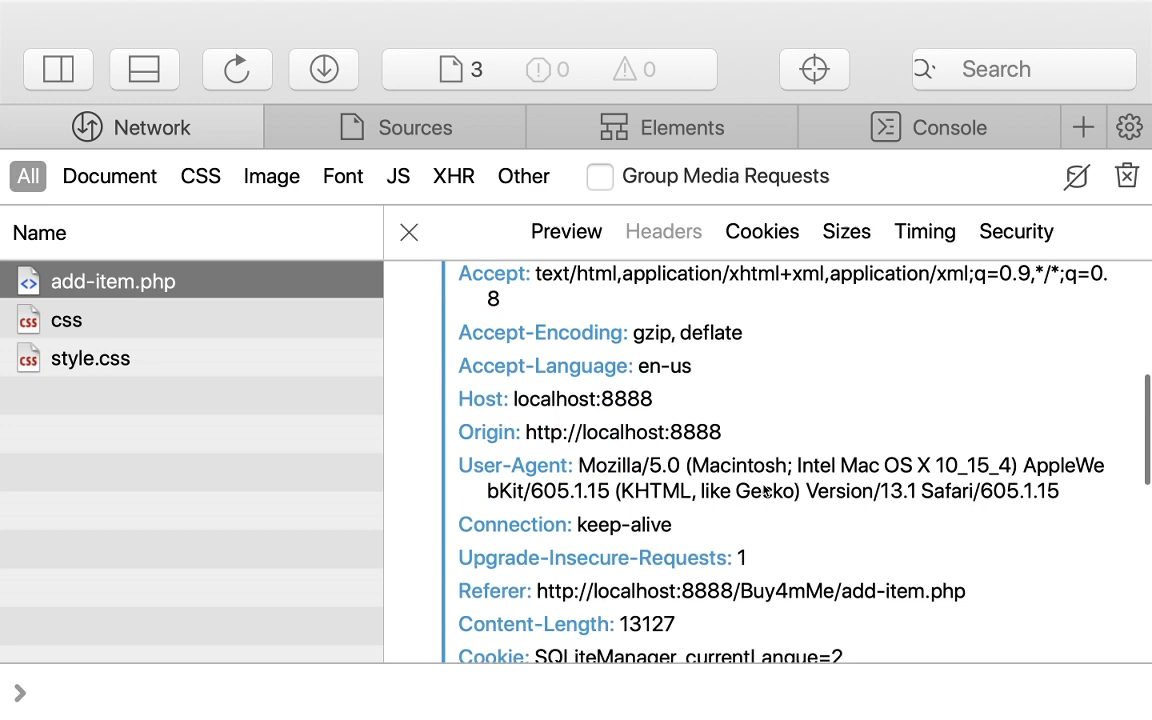 3 0 0 Search
Network Sources Elements Console
All Document CSS Image Font JS XHR Other Group Media Requests
Name Preview Headers Cookies Sizes Timing Security
add-item.php
css
style.css
Accept: text/html,application/xhtml+xml,application/xml;q=0.9,*/*;q=0.
8
Accept-Encoding: gzip, deflate
Accept-Language: en-us
Host: localhost:8888
Origin: http://localhost:8888
User-Agent: Mozilla/5.0 (Macintosh; Intel Mac OS X 10_15_4) AppleWe
bKit/605.1.15 (KHTML, like Gecko) Version/13.1 Safari/605.1.15
Connection: keep-alive
Upgrade-Insecure-Requests: 1
Referer: http://localhost:8888/Buy4mMe/add-item.php
Content-Length: 13127
Cookie: SQLiteManager_currentLangue=2